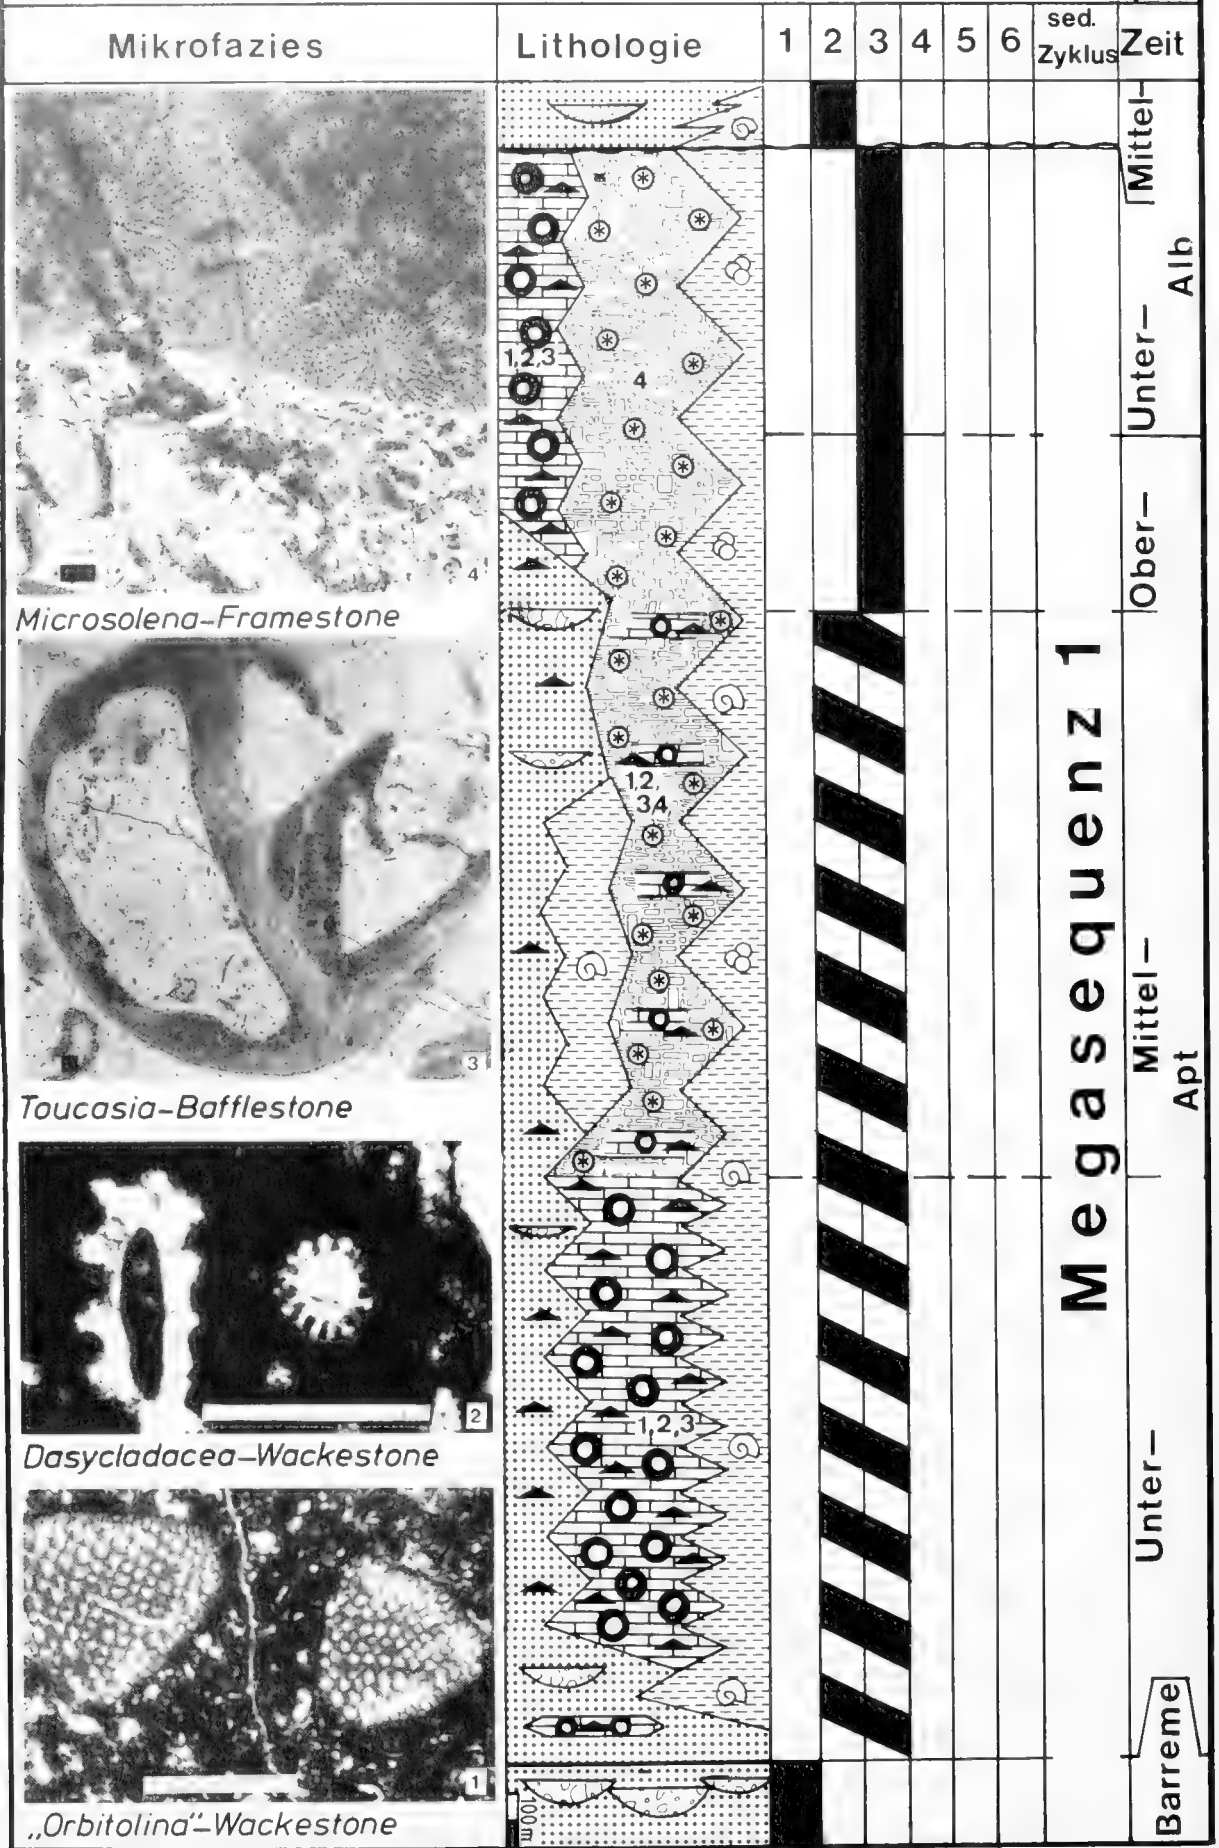 Mikrofazies
Lithologie
1 2 3 4 5 6
sed.
Zyklus
Zeit
4
Microsolena-Framestone
3
Toucasia-Bafflestone
2
Dasycladacea-Wackestone
1
„Orbitolina"-Wackestone
1,2,3
4
1,2,
3,4,
1,2,3
100m
Megasequenz 1
Mittel-
Unter-
Alb
Ober-
Mittel-
Apt
Unter-
Barreme